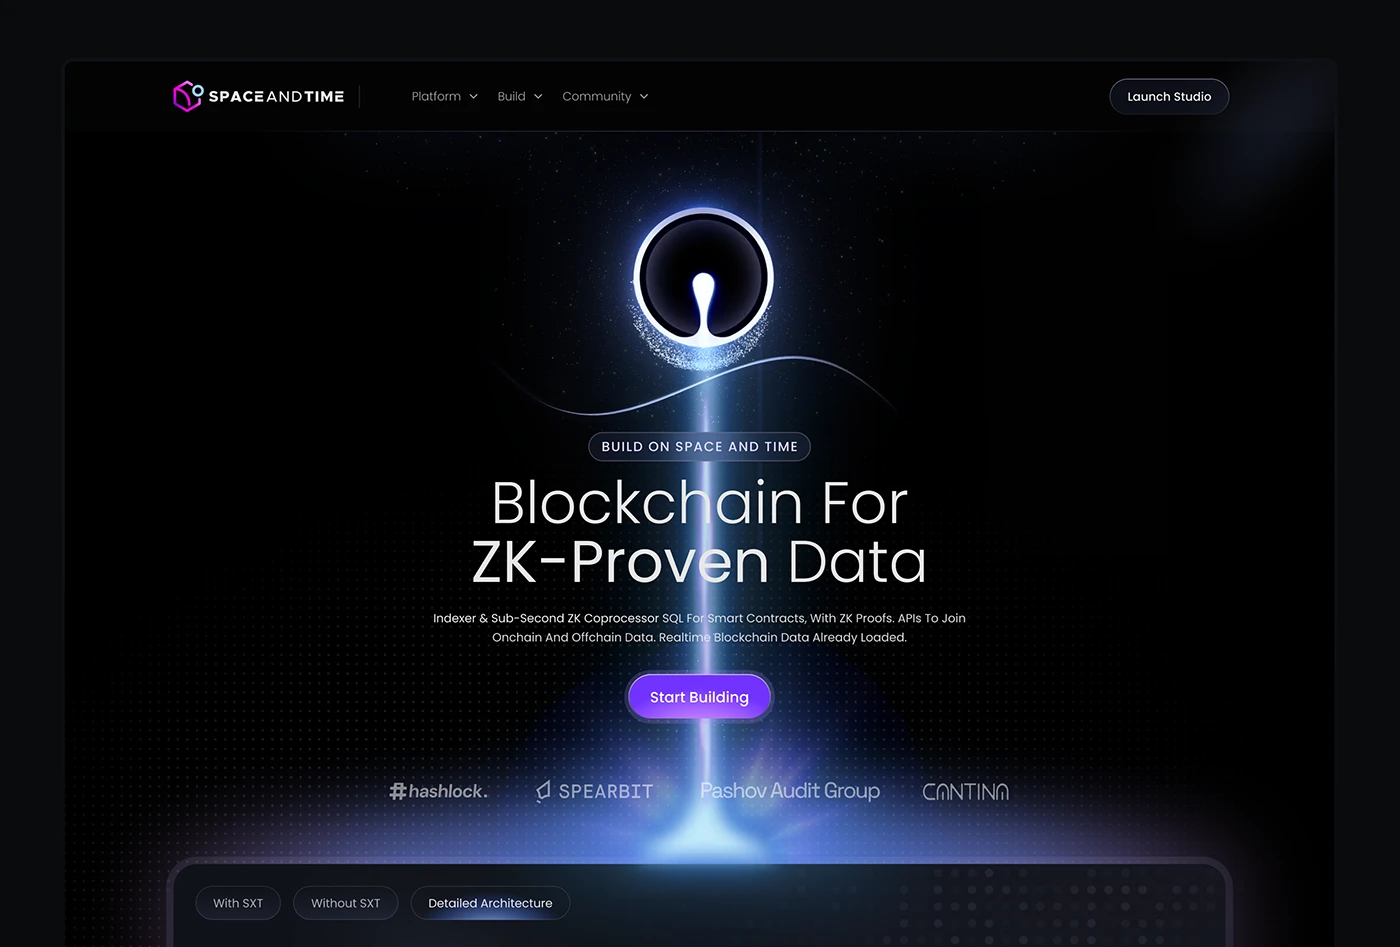 SPACEANDTIME
Platform
Build
Community
Launch Studio
BUILD ON SPACE AND TIME
Blockchain For
ZK-Proven Data
Indexer & Sub-Second ZK Coprocessor SQL For Smart Contracts, With ZK Proofs. APIs To Join
Onchain And Offchain Data. Realtime Blockchain Data Already Loaded.
Start Building
#hashlock.
SPEARBIT
Pashov Audit Group
CANTINA
With SXT
Without SXT
Detailed Architecture